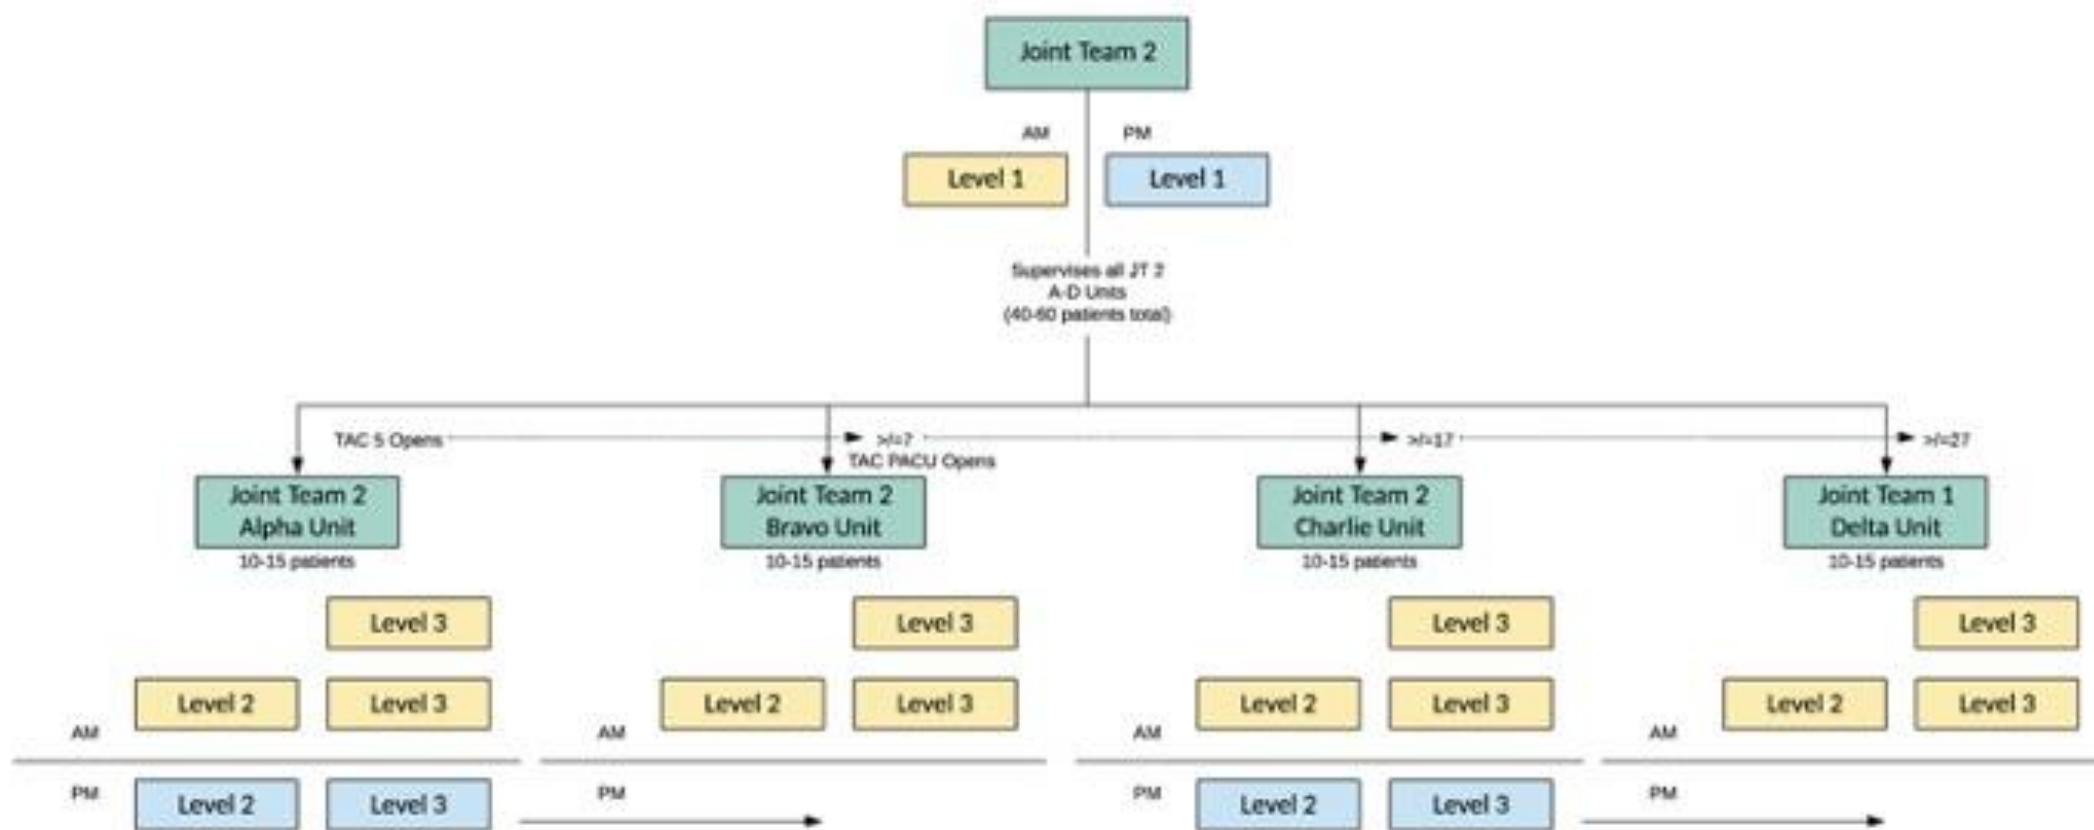 Joint Team 2
AM PM
Level 1 Level 1
Supervises all JT 2
A-D Units
(40-60 patients total)
TAC 5 Opens >/=7 >/=17 >/=27
TAC PACU Opens
Joint Team 2 Joint Team 2 Joint Team 2 Joint Team 1
Alpha Unit Bravo Unit Charlie Unit Delta Unit
10-15 patients 10-15 patients 10-15 patients 10-15 patients
Level 3 Level 3 Level 3 Level 3
Level 2 Level 3 Level 2 Level 3 Level 2 Level 3 Level 2 Level 3
AM AM AM AM
PM Level 2 Level 3 PM PM Level 2 Level 3 PM